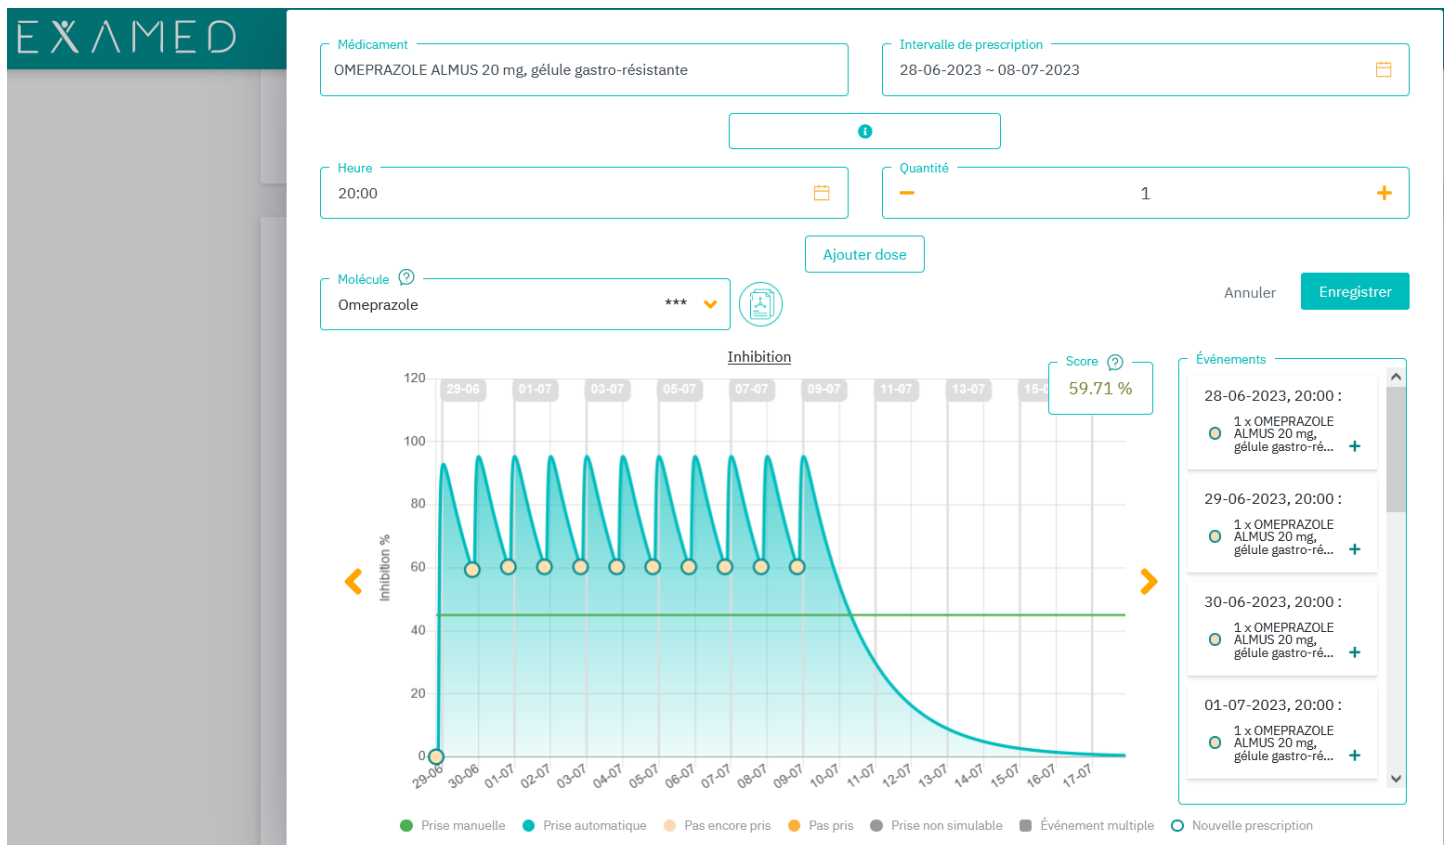 EXAMED
Médicament
OMEPRAZOLE ALMUS 20 mg, gélule gastro-résistante
Intervalle de prescription
28-06-2023 ~ 08-07-2023
Heure
20:00
Quantité
1
Ajouter dose
Molécule
Omeprazole ***
Annuler
Enregistrer
Inhibition
Score
59.71 %
120
100
80
60
40
20
0
Inhibition %
29-06 01-07 03-07 05-07 07-07 09-07 11-07 13-07
29-06 30-06 01-07 02-07 03-07 04-07 05-07 06-07 07-07 08-07 09-07 10-07 11-07 12-07 13-07 14-07 15-07 16-07 17-07
Événements
28-06-2023, 20:00 :
1 x OMEPRAZOLE
ALMUS 20 mg,
gélule gastro-ré... +
29-06-2023, 20:00 :
1 x OMEPRAZOLE
ALMUS 20 mg,
gélule gastro-ré... +
30-06-2023, 20:00 :
1 x OMEPRAZOLE
ALMUS 20 mg,
gélule gastro-ré... +
01-07-2023, 20:00 :
1 x OMEPRAZOLE
ALMUS 20 mg,
gélule gastro-ré... +
Prise manuelle Prise automatique Pas encore pris Pas pris Prise non simulable Événement multiple Nouvelle prescription